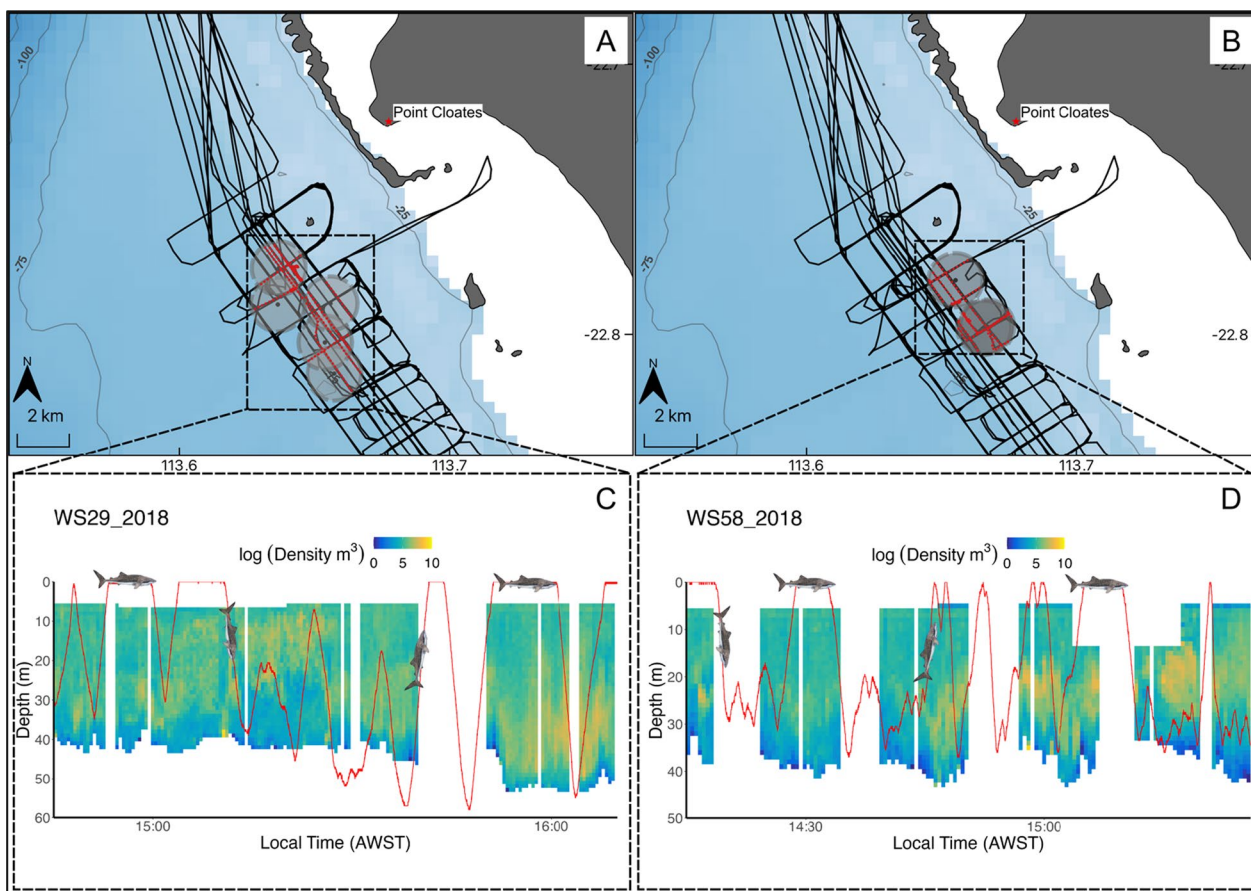 A
B
-100
-100
-22.7
-22.7
Point Cloates
Point Cloates
-25
-25
-75
-75
-22.8
-22.8
N
N
2 km
2 km
113.6
113.7
113.6
113.7
C
WS29_2018
log (Density m³)
0
5
10
0
10
20
30
40
50
60
Depth (m)
15:00
16:00
Local Time (AWST)
D
WS58_2018
log (Density m³)
0
5
10
0
10
20
30
40
50
Depth (m)
14:30
15:00
Local Time (AWST)